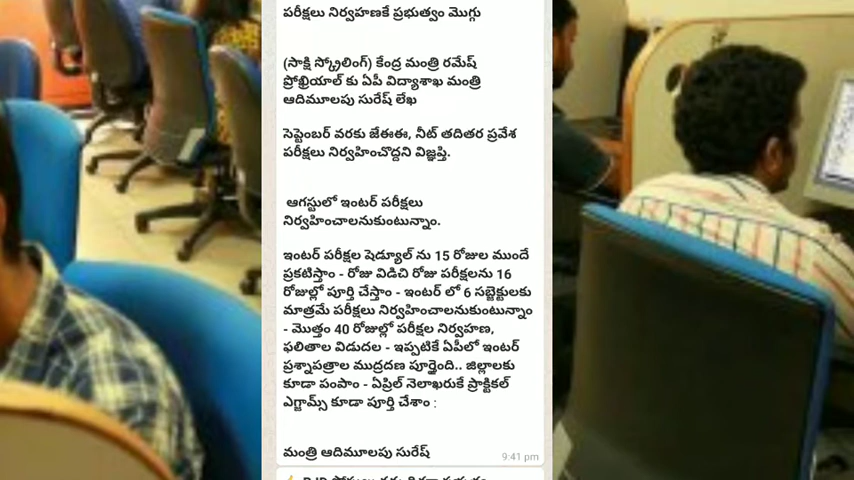 పరీక్షలు నిర్వహణకే ప్రభుత్వం మొగ్గు
(సాక్షి స్క్రోలింగ్) కేంద్ర మంత్రి రమేష్
ప్రోఖ్రియాల్ కు ఏపీ విద్యాశాఖ మంత్రి
ఆదిమూలపు సురేష్ లేఖ
సెప్టెంబర్ వరకు జేఈఈ, నీట్ తదితర ప్రవేశ
పరీక్షలు నిర్వహించొద్దని విజ్ఞప్తి.
ఆగస్టులో ఇంటర్ పరీక్షలు
నిర్వహించాలనుకుంటున్నాం.
ఇంటర్ పరీక్షల షెడ్యూల్ ను 15 రోజుల ముందే
ప్రకటిస్తాం - రోజు విడిచి రోజు పరీక్షలను 16
రోజుల్లో పూర్తి చేస్తాం - ఇంటర్ లో 6 సబ్జెక్టులకు
మాత్రమే పరీక్షలు నిర్వహించాలనుకుంటున్నాం
- మొత్తం 40 రోజుల్లో పరీక్షల నిర్వహణ,
ఫలితాల విడుదల - ఇప్పటికే ఏపీలో ఇంటర్
ప్రశ్నాపత్రాల ముద్రదణ పూర్తైంది.. జిల్లాలకు
కూడా పంపాం - ఏప్రిల్ నెలాఖరుకే ప్రాక్టికల్
ఎగ్జామ్స్ కూడా పూర్తి చేశాం :
మంత్రి ఆదిమూలపు సురేష్
9:41 pm